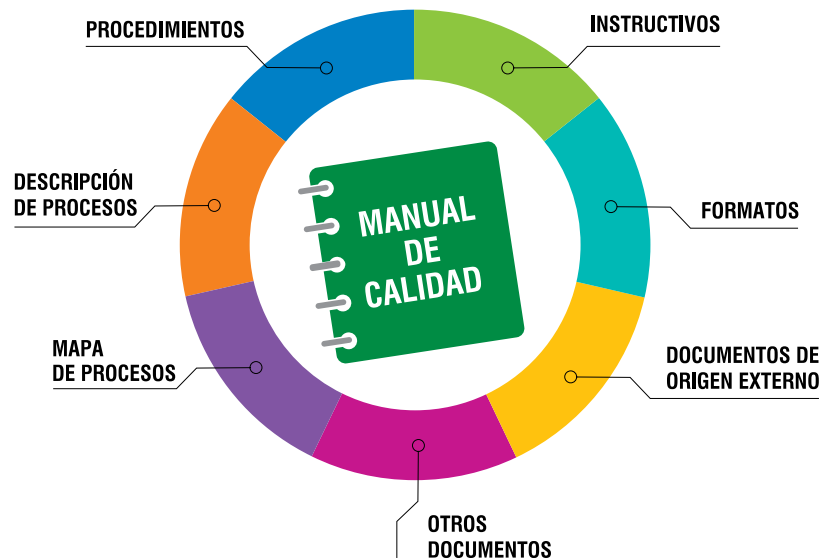 PROCEDIMIENTOS
INSTRUCTIVOS
DESCRIPCIÓN
DE PROCESOS
MANUAL
DE
CALIDAD
FORMATOS
MAPA
DE PROCESOS
DOCUMENTOS DE
ORIGEN EXTERNO
OTROS
DOCUMENTOS